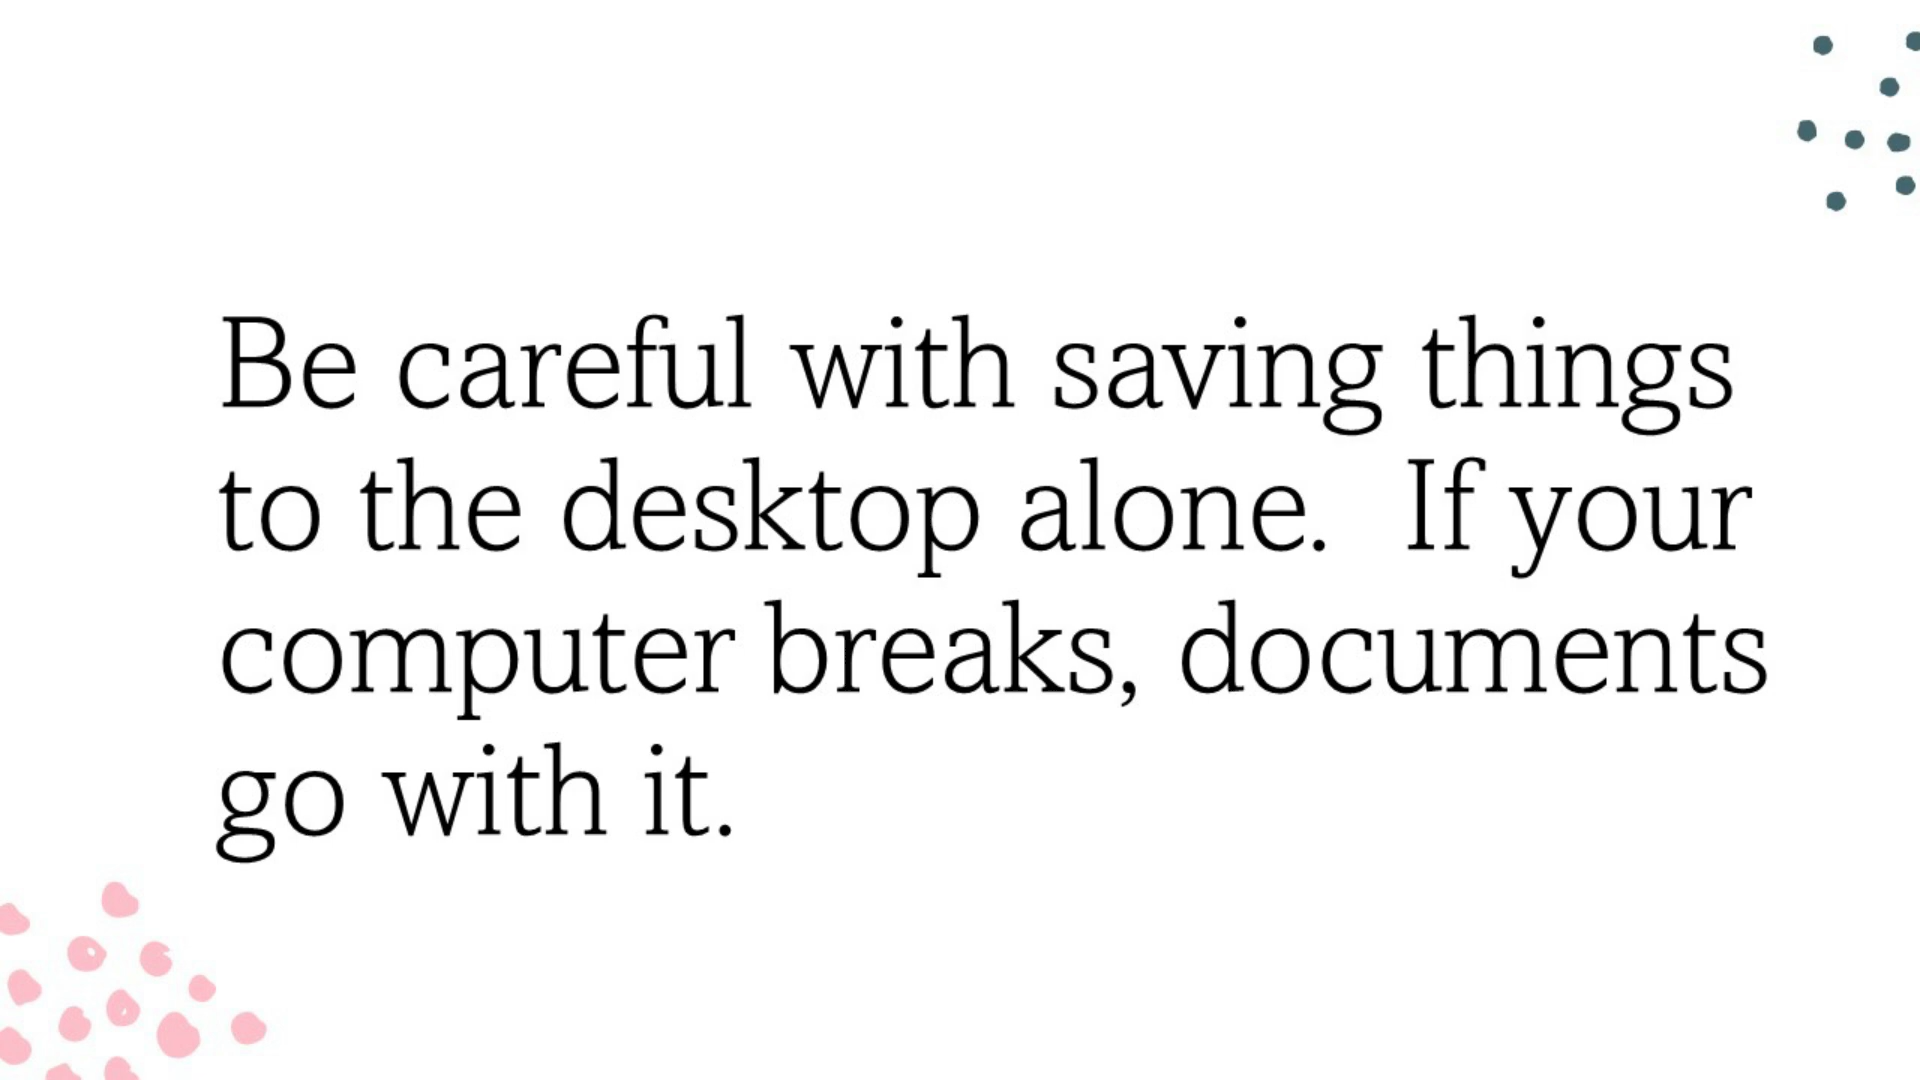 Be careful with saving things
to the desktop alone.  If your
computer breaks, documents
go with it.